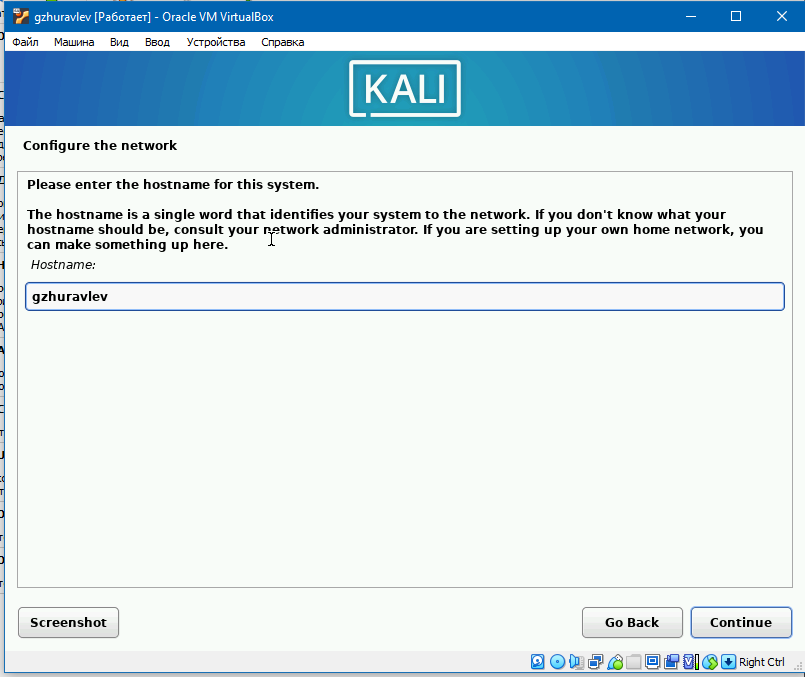 gzhuravlev [Работает] - Oracle VM VirtualBox
Файл Машина Вид Ввод Устройства Справка
KALI
Configure the network
Please enter the hostname for this system.
The hostname is a single word that identifies your system to the network. If you don't know what your
hostname should be, consult your network administrator. If you are setting up your own home network, you
can make something up here.
Hostname:
gzhuravlev
Screenshot Go Back Continue
Right Ctrl